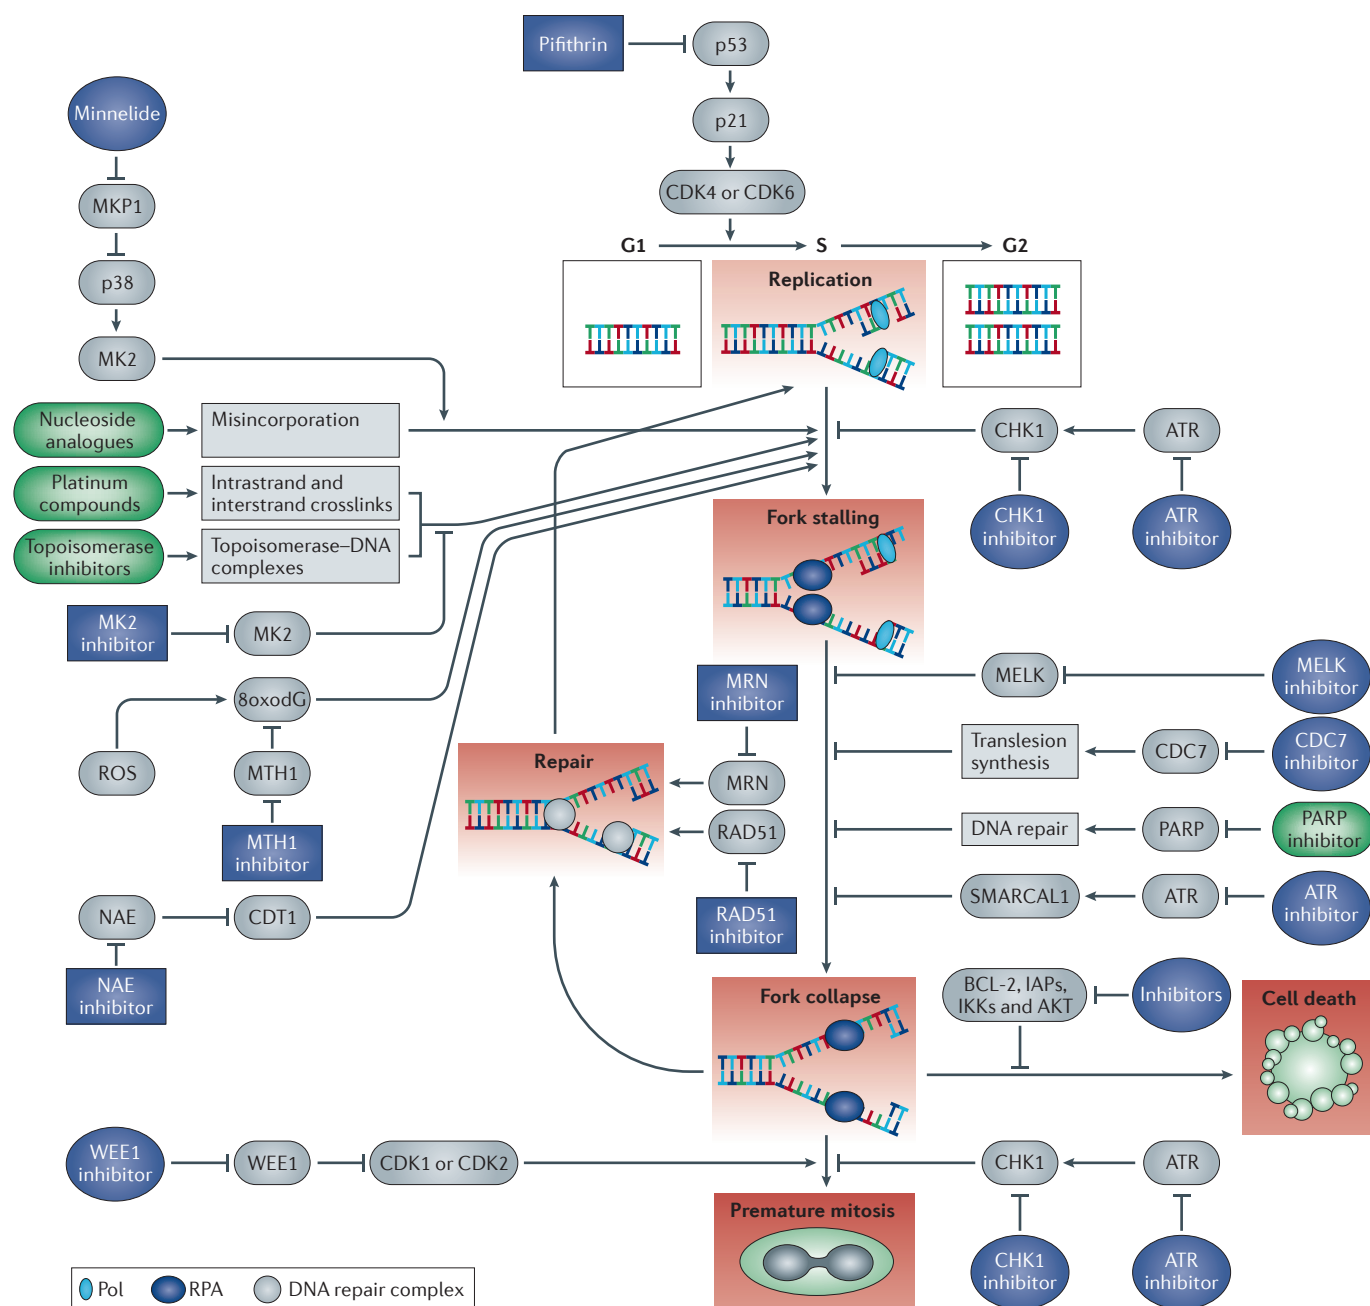 Pifithrin
p53
Minnelide
p21
MKP1
CDK4 or CDK6
G1
S
G2
p38
Replication
MK2
Nucleoside
analogues
Misincorporation
CHK1
ATR
Platinum
compounds
Intrastrand and
interstrand crosslinks
Fork stalling
CHK1
inhibitor
ATR
inhibitor
Topoisomerase
inhibitors
Topoisomerase–DNA
complexes
MK2
inhibitor
MK2
MRN
inhibitor
MELK
MELK
inhibitor
8oxodG
Translesion
synthesis
CDC7
CDC7
inhibitor
ROS
MTH1
Repair
MRN
RAD51
DNA repair
PARP
PARP
inhibitor
MTH1
inhibitor
NAE
CDT1
RAD51
inhibitor
SMARCAL1
ATR
ATR
inhibitor
NAE
inhibitor
Fork collapse
BCL-2, IAPs,
IKKs and AKT
Inhibitors
Cell death
WEE1
inhibitor
WEE1
CDK1 or CDK2
CHK1
ATR
Premature mitosis
CHK1
inhibitor
ATR
inhibitor
Pol
RPA
DNA repair complex